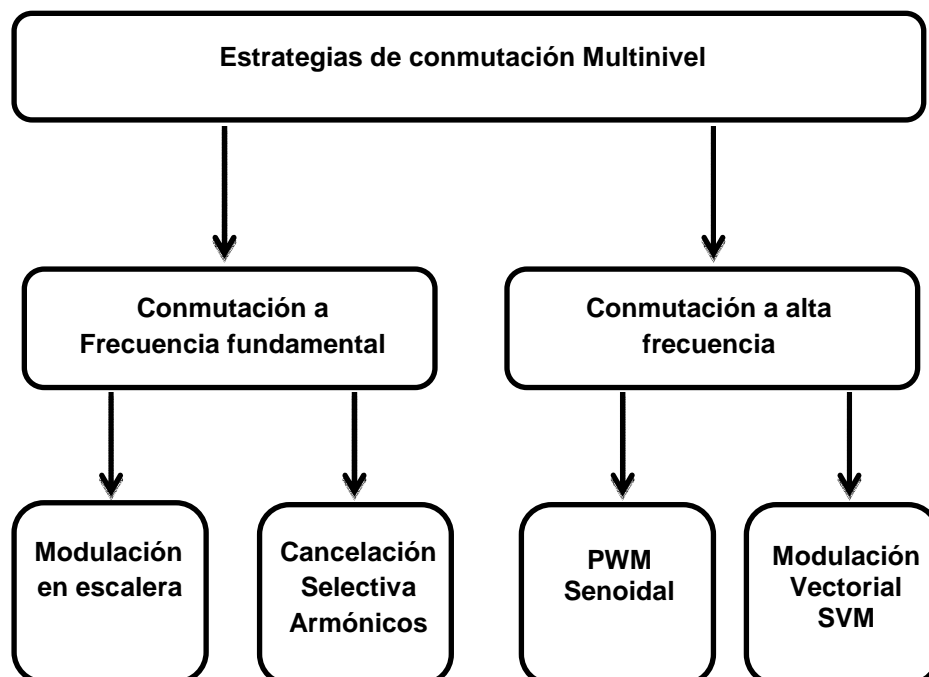 Estrategias de conmutación Multinivel
Conmutación a
Frecuencia fundamental
Conmutación a alta
frecuencia
Modulación
en escalera
Cancelación
Selectiva
Armónicos
PWM
Senoidal
Modulación
Vectorial
SVM